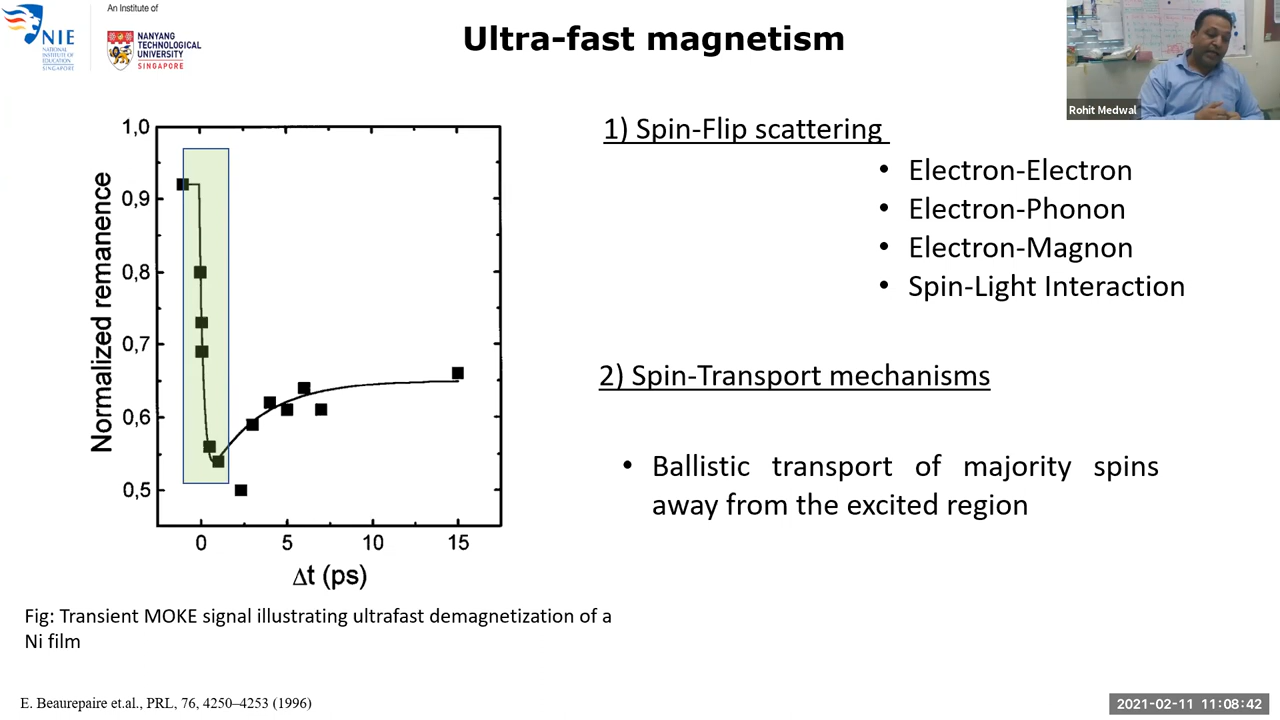 An Institute of
NIE
NATIONAL
INSTITUTE OF
EDUCATION
SINGAPORE
NANYANG
TECHNOLOGICAL
UNIVERSITY
SINGAPORE
Ultra-fast magnetism
Rohit Medwal
1,0
0,9
0,8
0,7
0,6
0,5
Normalized remanence
0 5 10 15
Δt (ps)
Fig: Transient MOKE signal illustrating ultrafast demagnetization of a
Ni film
1) Spin-Flip scattering
• Electron-Electron
• Electron-Phonon
• Electron-Magnon
• Spin-Light Interaction
2) Spin-Transport mechanisms
• Ballistic transport of majority spins
away from the excited region
E. Beaurepaire et.al., PRL, 76, 4250–4253 (1996)
2021-02-11 11:08:42